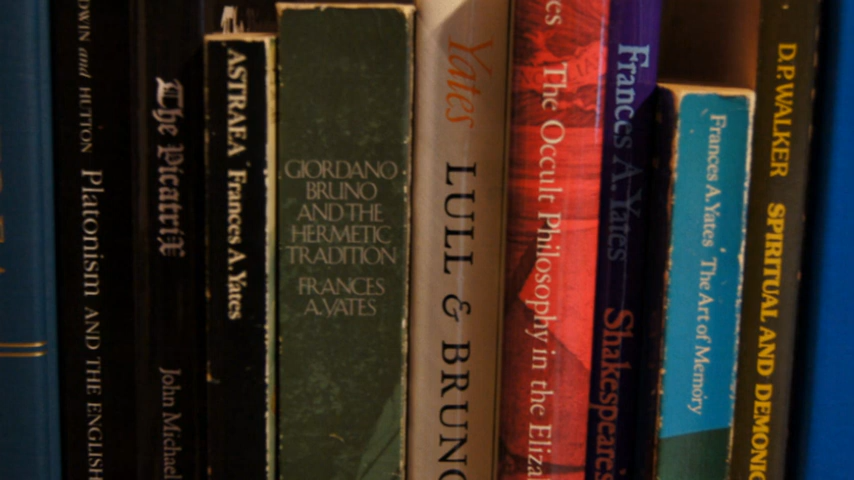 DWIN and HUTTON Platonism AND THE ENGLISH
The Picatrix John Michael
ASTRAEA Frances A. Yates
GIORDANO
BRUNO
AND THE
HERMETIC
TRADITION
FRANCES
A. YATES
Yates LULL & BRUNO
es The Occult Philosophy in the Eliza
Frances A. Yates Shakespeare's
Frances A. Yates The Art of Memory
D.P. WALKER SPIRITUAL AND DEMONIC